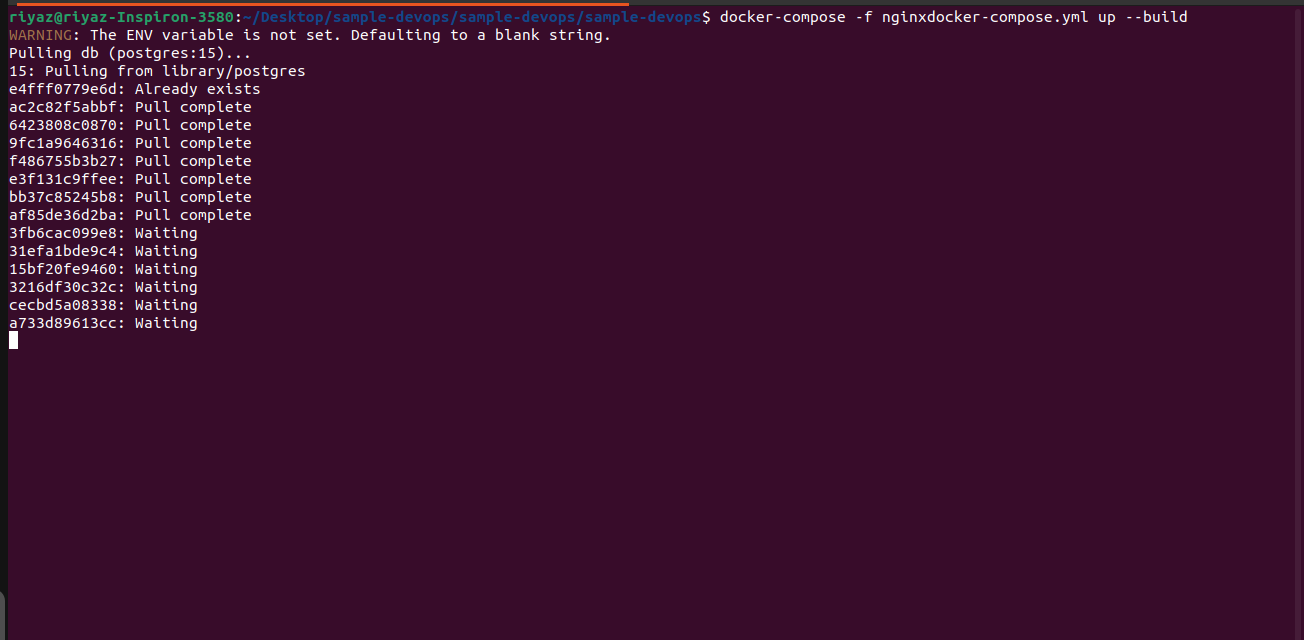 riyaz@riyaz-Inspiron-3580:~/Desktop/sample-devops/sample-devops/sample-devops$ docker-compose -f nginxdocker-compose.yml up --build
WARNING: The ENV variable is not set. Defaulting to a blank string.
Pulling db (postgres:15)...
15: Pulling from library/postgres
e4fff0779e6d: Already exists
ac2c82f5abbf: Pull complete
6423808c0870: Pull complete
9fc1a9646316: Pull complete
f486755b3b27: Pull complete
e3f131c9ffee: Pull complete
bb37c85245b8: Pull complete
af85de36d2ba: Pull complete
3fb6cac099e8: Waiting
31efa1bde9c4: Waiting
15bf20fe9460: Waiting
3216df30c32c: Waiting
cecbd5a08338: Waiting
a733d89613cc: Waiting